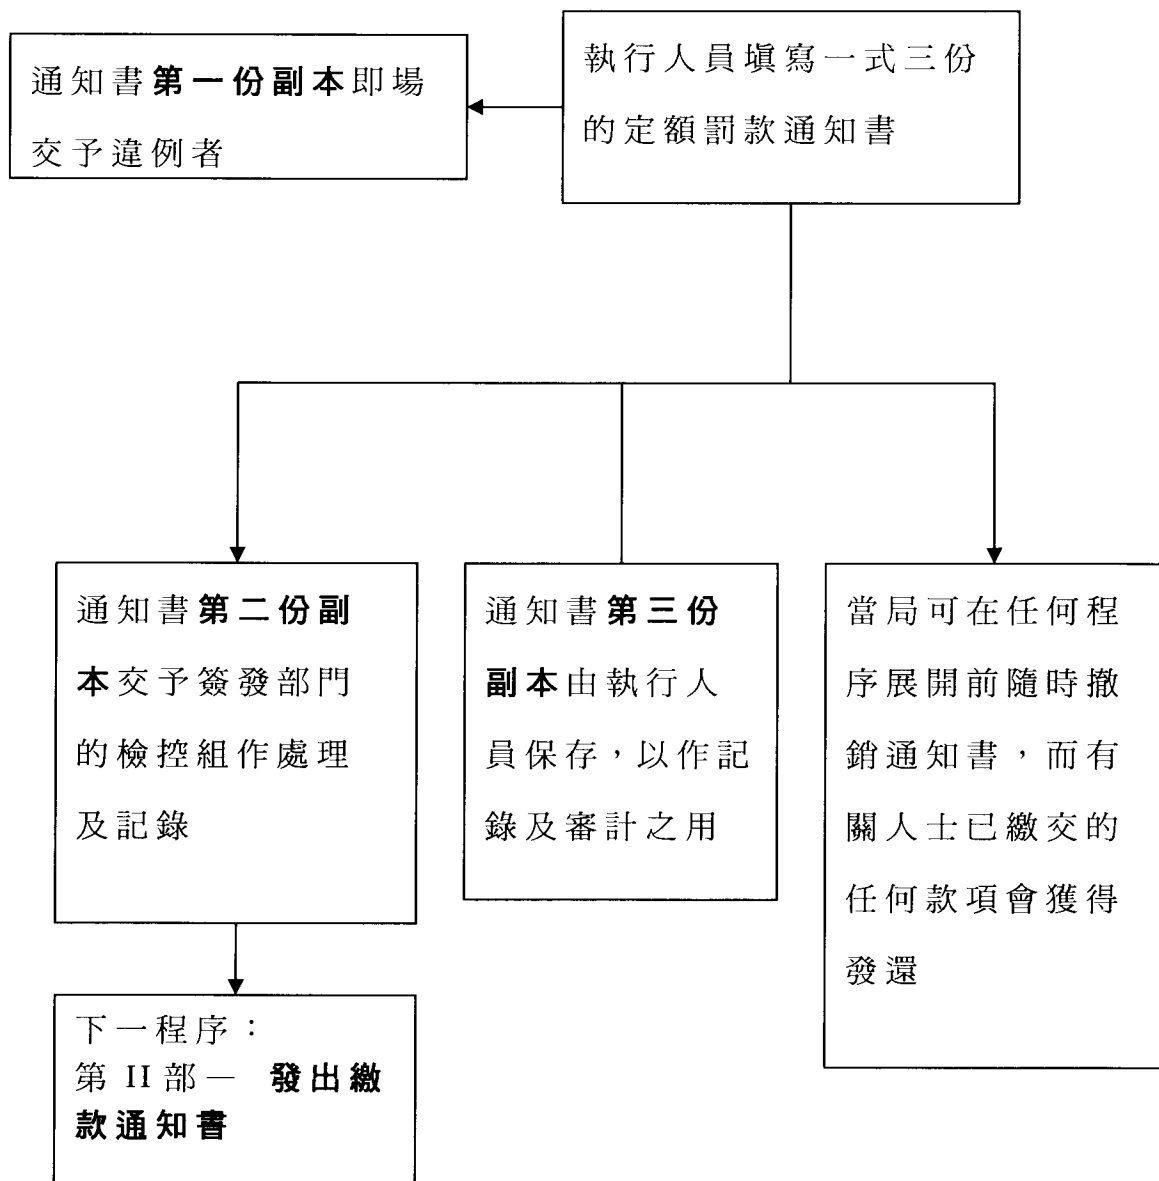 執行人員填寫一式三份
的定額罰款通知書
通知書第一份副本即場
交予違例者
通知書第二份副
本交予簽發部門
的檢控組作處理
及記錄
通知書第三份
副本由執行人
員保存，以作記
錄及審計之用
當局可在任何程
序展開前隨時撤
銷通知書，而有
關人士已繳交的
任何款項會獲得
發還
下一程序：
第 II 部 — 發出繳
款通知書